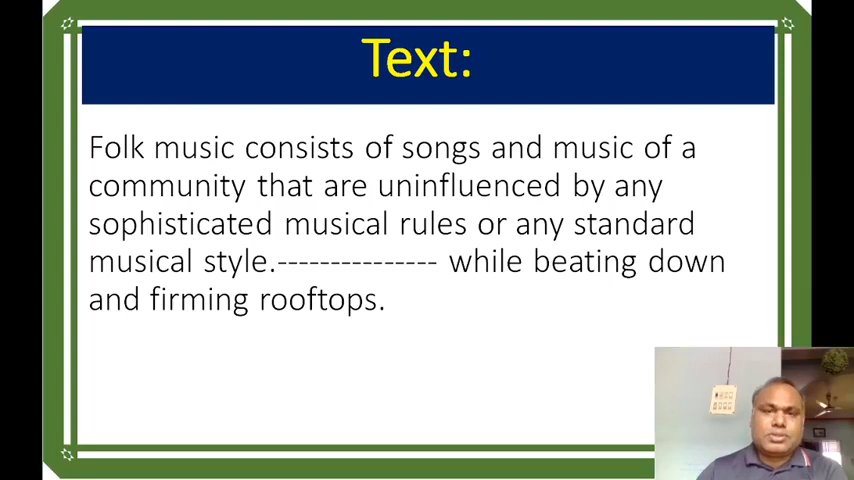 Text:
Folk music consists of songs and music of a
community that are uninfluenced by any
sophisticated musical rules or any standard
musical style.--------------- while beating down
and firming rooftops.